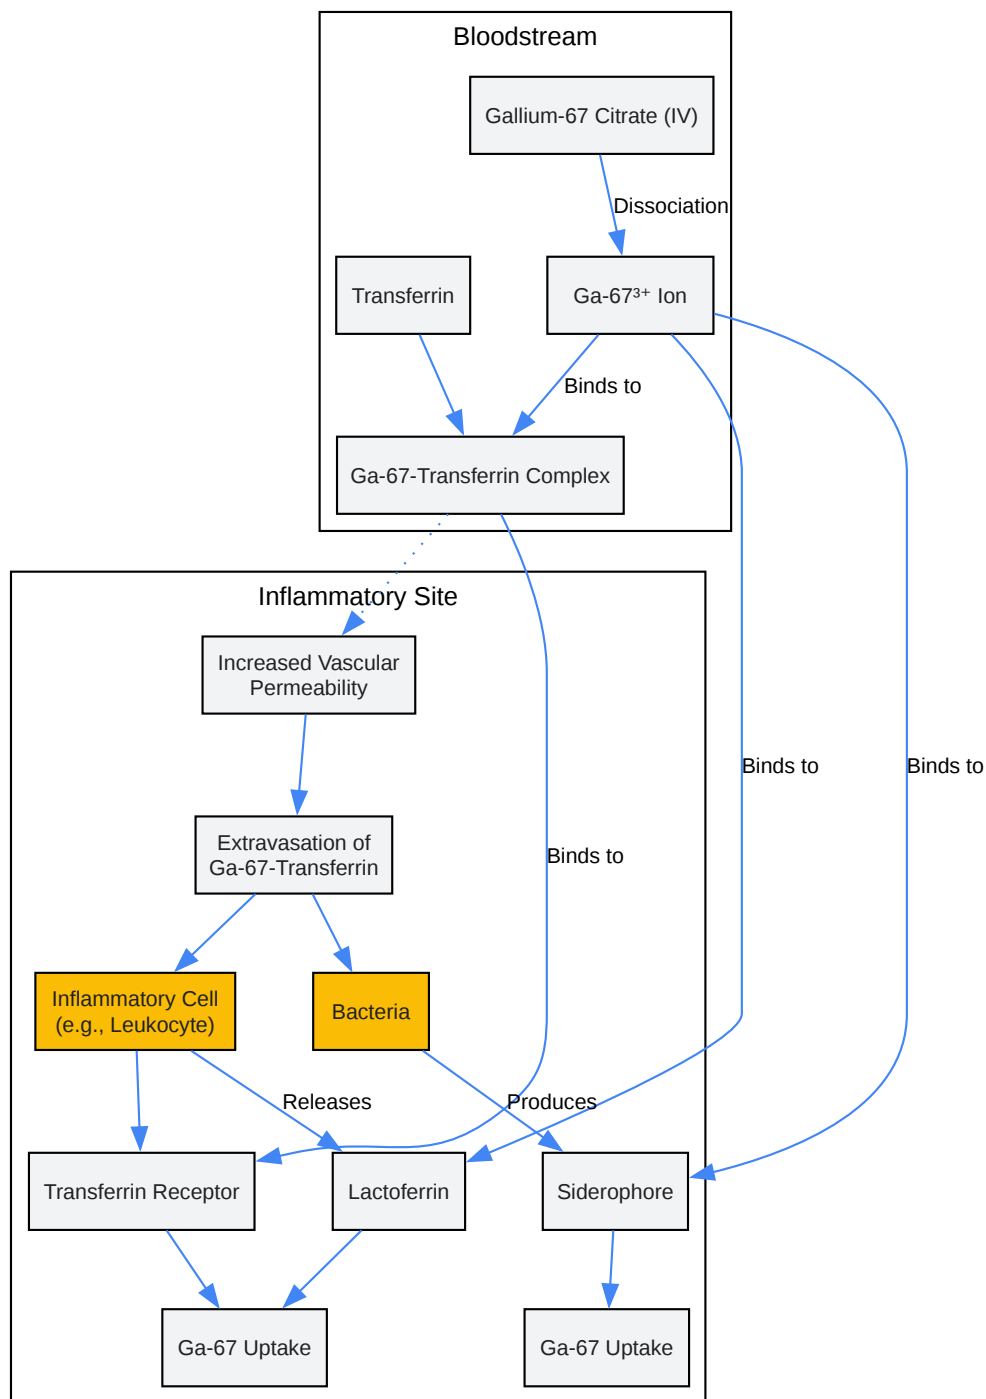 Bloodstream
Gallium-67 Citrate (IV)
Dissociation
Transferrin
Ga-67³⁺ Ion
Binds to
Ga-67-Transferrin Complex
Inflammatory Site
Increased Vascular
Permeability
Binds to
Binds to
Extravasation of
Ga-67-Transferrin
Binds to
Inflammatory Cell
(e.g., Leukocyte)
Bacteria
Releases
Produces
Transferrin Receptor
Lactoferrin
Siderophore
Ga-67 Uptake
Ga-67 Uptake